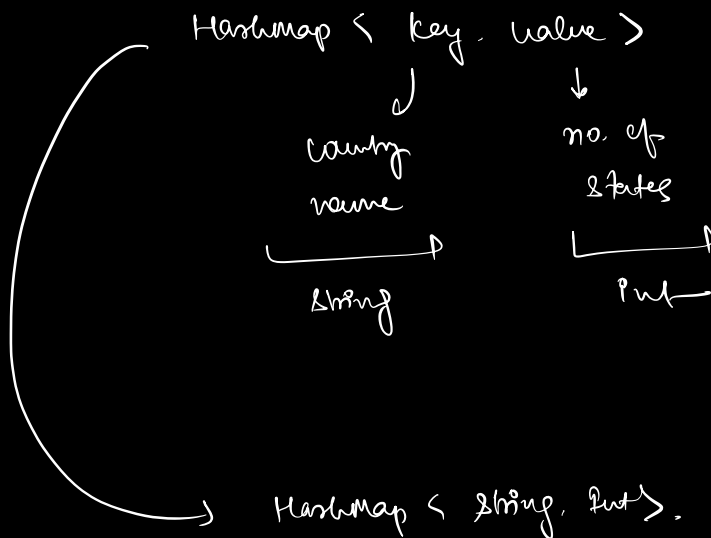 HashMap < key, value >
country
name
no. of
states
string
int
HashMap < string, int >.